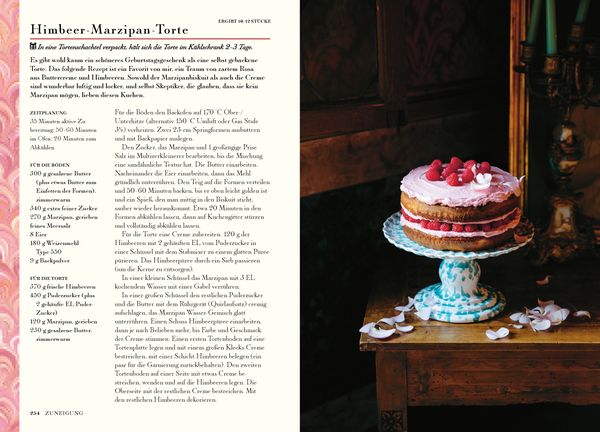 Himbeer-Marzipan-Torte
ERGIBT 10–12 STÜCKE
In eine Tortenschachtel verpackt, hält sich die Torte im Kühlschrank 2–3 Tage.
Es gibt wohl kaum ein schöneres Geburtstagsgeschenk als eine selbst gebackene
Torte. Das folgende Rezept ist ein Favorit von mir, ein Traum von zartem Rosa
aus Buttercreme und Himbeeren. Sowohl der Marzipanbiskuit als auch die Creme
sind wunderbar luftig und locker, und selbst Skeptiker, die glauben, dass sie kein
Marzipan mögen, lieben diesen Kuchen.
ZEITPLANUNG
35 Minuten aktive Zu-
bereitung; 50–60 Minuten
im Ofen; 20 Minuten zum
Abkühlen
FÜR DIE BÖDEN
300 g gesalzene Butter
(plus etwas Butter zum
Einfetten der Formen),
zimmerwarm
340 g extra feiner Zucker
270 g Marzipan, gerieben
feines Meersalz
8 Eier
180 g Weizenmehl
Type 550
9 g Backpulver
FÜR DIE TORTE
370 g frische Himbeeren
450 g Puderzucker (plus
2 gehäufte EL Puder-
Zucker)
120 g Marzipan, gerieben
250 g gesalzene Butter,
zimmerwarm
Für die Böden den Backofen auf 170 °C Ober-/
Unterhitze (alternativ 150 °C Umluft oder Gas Stufe
3½) vorheizen. Zwei 23-cm-Springformen ausbuttern
und mit Backpapier auslegen.
Den Zucker, das Marzipan und 1 großzügige Prise
Salz im Multizerkleinerer bearbeiten, bis die Mischung
eine sandähnliche Textur hat. Die Butter einarbeiten.
Nacheinander die Eier einarbeiten, dann das Mehl
gründlich unterrühren. Den Teig auf die Formen verteilen
und 50–60 Minuten backen, bis er oben leicht golden ist
und ein Spieß, den man mittig in den Biskuit sticht,
sauber wieder herauskommt. Etwa 20 Minuten in den
Formen abkühlen lassen, dann auf Kuchengitter stürzen
und vollständig abkühlen lassen.
Für die Torte eine Creme zubereiten. 120 g der
Himbeeren mit 2 gehäuften EL vom Puderzucker in
einer Schüssel mit dem Stabmixer zu einem glatten Püree
pürieren. Das Himbeerpüree durch ein Sieb passieren
(um die Kerne zu entsorgen).
In einer kleinen Schüssel das Marzipan mit 3 EL
kochendem Wasser mit einer Gabel verrühren.
In einer großen Schüssel den restlichen Puderzucker
und die Butter mit dem Rührgerät (Quirlaufsatz) cremig
aufschlagen, das Marzipan-Wasser-Gemisch glatt
unterrühren. Einen Schuss Himbeerpüree einarbeiten,
dann je nach Belieben mehr, bis Farbe und Geschmack
der Creme stimmen. Einen ersten Tortenboden auf eine
Tortenplatte legen und mit einem großen Klecks Creme
bestreichen, mit einer Schicht Himbeeren belegen (ein
paar für die Garnierung zurückbehalten). Den zweiten
Tortenboden auf einer Seite mit etwas Creme be-
streichen, wenden und auf die Himbeeren legen. Die
Oberseite mit der restlichen Creme bestreichen. Mit
den restlichen Himbeeren dekorieren.
254 ZUNEIGUNG